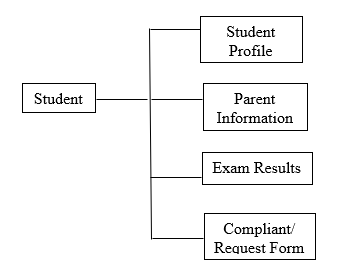 Student
Profile
Student
Parent
Information
Exam Results
Compliant/
Request Form